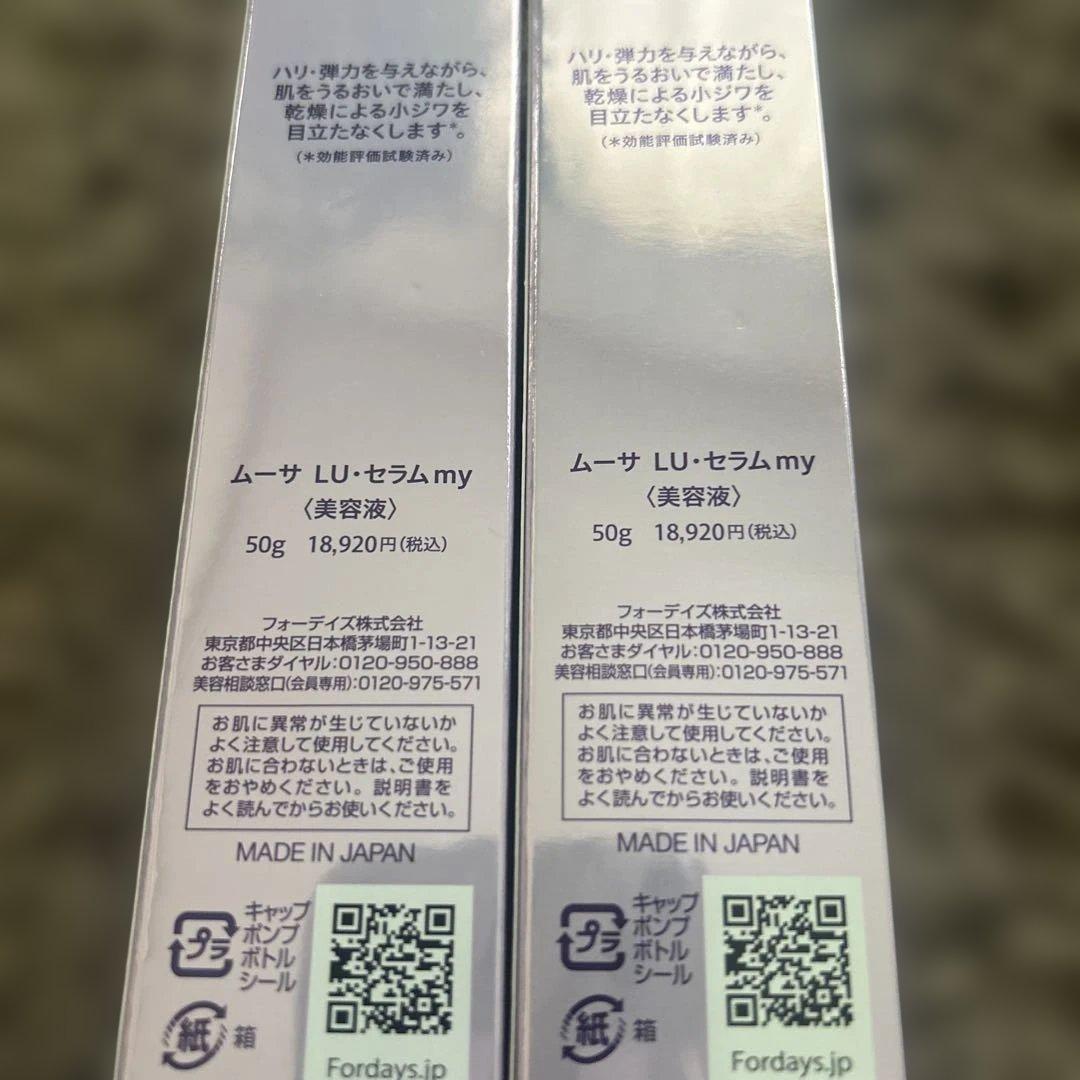 ハリ・弾力を与えながら、
肌をうるおいで満たし、
乾燥による小ジワを
目立たなくします*。
(*効能評価試験済み)
ムーサ LU・セラムmy
〈美容液〉
50g 18,920円(税込)
フォーデイズ株式会社
東京都中央区日本橋茅場町1-13-21
お客さまダイヤル:0120-950-888
美容相談窓口(会員専用):0120-975-571
お肌に異常が生じていないか
よく注意して使用してください。
お肌に合わないときは、ご使用
をおやめください。説明書を
よく読んでからお使いください。
MADE IN JAPAN
プラ
キャップ
ポンプ
ボトル
シール
紙 箱
Fordays.jp
ハリ・弾力を与えながら、
肌をうるおいで満たし、
乾燥による小ジワを
目立たなくします*。
(*効能評価試験済み)
ムーサ LU・セラムmy
〈美容液〉
50g 18,920円(税込)
フォーデイズ株式会社
東京都中央区日本橋茅場町1-13-21
お客さまダイヤル:0120-950-888
美容相談窓口(会員専用):0120-975-571
お肌に異常が生じていないか
よく注意して使用してください。
お肌に合わないときは、ご使用
をおやめください。説明書を
よく読んでからお使いください。
MADE IN JAPAN
プラ
キャップ
ポンプ
ボトル
シール
紙 箱
Fordays.jp